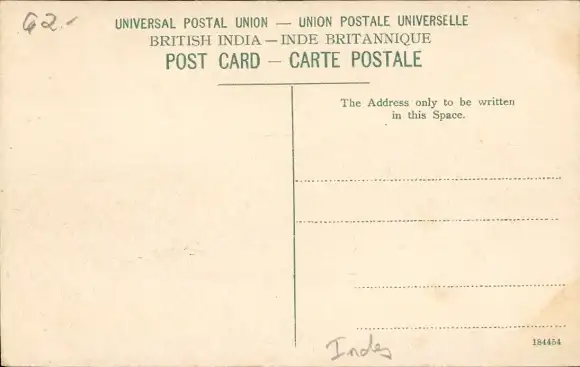 62.-
UNIVERSAL POSTAL UNION — UNION POSTALE UNIVERSELLE
BRITISH INDIA — INDE BRITANNIQUE
POST CARD — CARTE POSTALE
The Address only to be written
in this Space.
Indes
184454